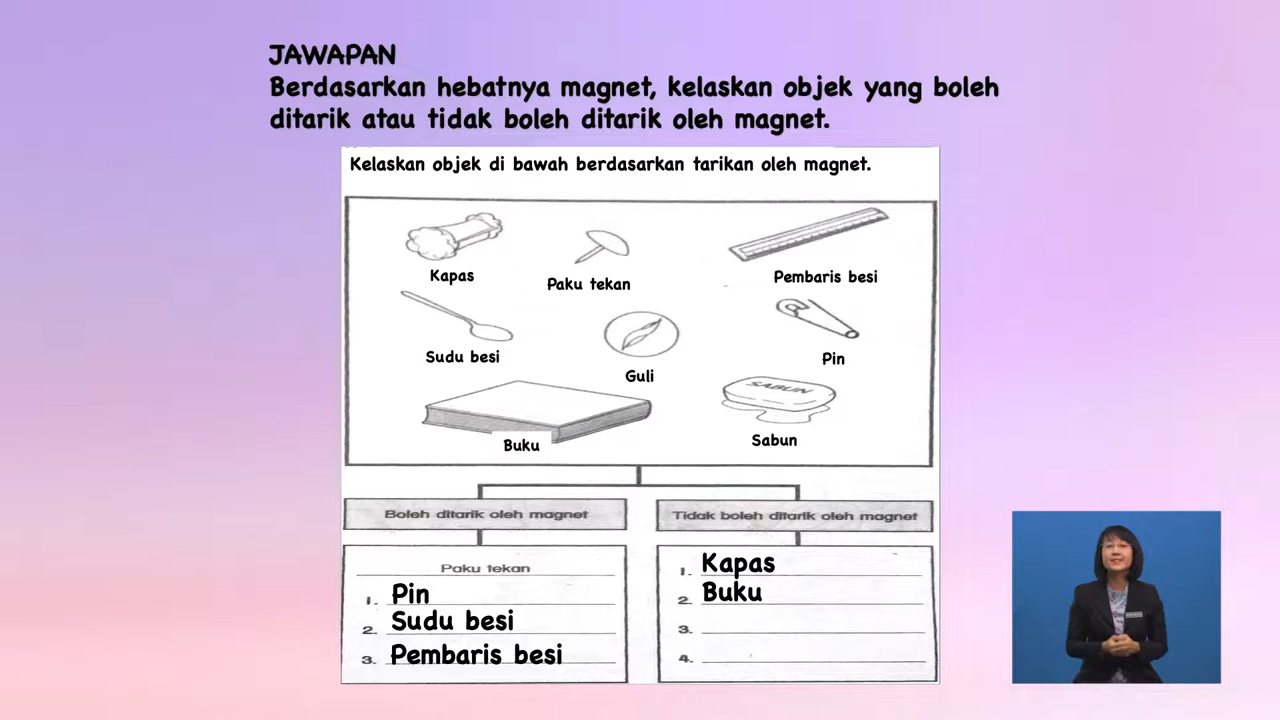 JAWAPAN
Berdasarkan hebatnya magnet, kelaskan objek yang boleh
ditarik atau tidak boleh ditarik oleh magnet.
Kelaskan objek di bawah berdasarkan tarikan oleh magnet.
Kapas
Paku tekan
Pembaris besi
Sudu besi
Guli
Pin
Buku
SABUN
Sabun
Boleh ditarik oleh magnet
Tidak boleh ditarik oleh magnet
Paku tekan
1. Pin
2. Sudu besi
3. Pembaris besi
1. Kapas
2. Buku
3.
4.